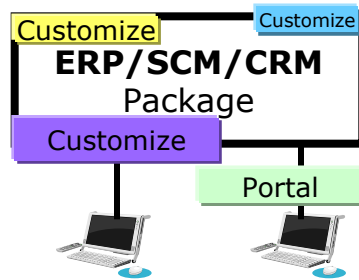 Customize
Customize
ERP/SCM/CRM
Package
Customize
Portal